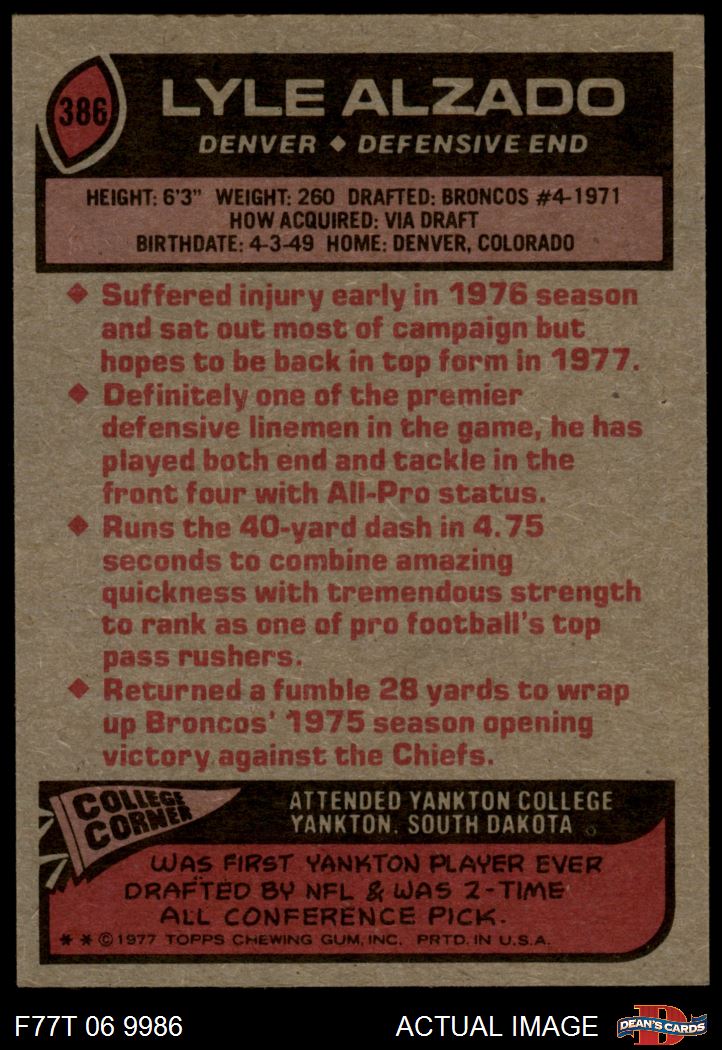 386
LYLE ALZADO
DENVER ◆ DEFENSIVE END
HEIGHT: 6'3" WEIGHT: 260 DRAFTED: BRONCOS #4-1971
HOW ACQUIRED: VIA DRAFT
BIRTHDATE: 4-3-49 HOME: DENVER, COLORADO
◆ Suffered injury early in 1976 season
and sat out most of campaign but
hopes to be back in top form in 1977.
◆ Definitely one of the premier
defensive linemen in the game, he has
played both end and tackle in the
front four with All-Pro status.
◆ Runs the 40-yard dash in 4.75
seconds to combine amazing
quickness with tremendous strength
to rank as one of pro football's top
pass rushers.
◆ Returned a fumble 28 yards to wrap
up Broncos' 1975 season opening
victory against the Chiefs.
COLLEGE
CORNER
ATTENDED YANKTON COLLEGE
YANKTON, SOUTH DAKOTA
WAS FIRST YANKTON PLAYER EVER
DRAFTED BY NFL & WAS 2-TIME
ALL CONFERENCE PICK.
* * © 1977 TOPPS CHEWING GUM, INC. PRTD. IN U.S.A.
F77T 06 9986
ACTUAL IMAGE
D
DEAN'S CARDS